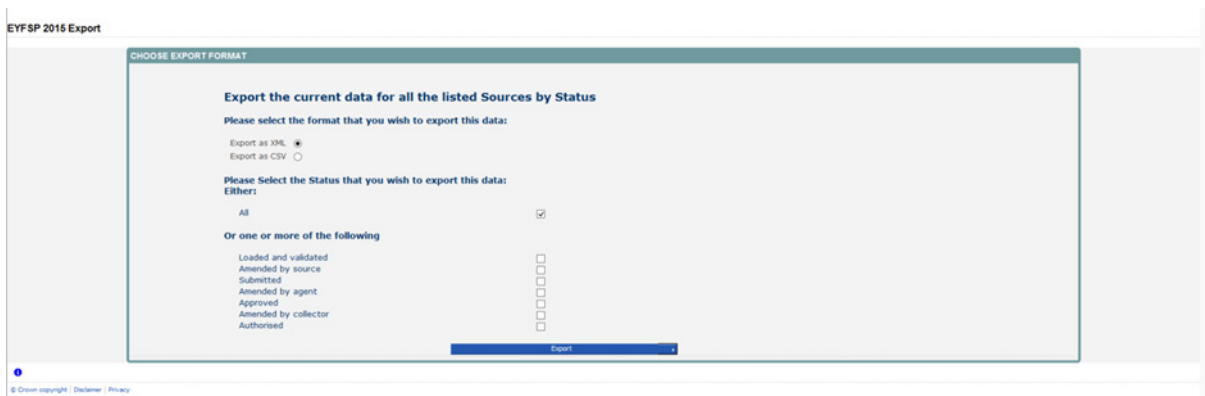 EYFSP 2015 Export
CHOOSE EXPORT FORMAT
Export the current data for all the listed Sources by Status
Please select the format that you wish to export this data:
Export as XML
Export as CSV
Please Select the Status that you wish to export this data:
Either:
All
Or one or more of the following
Loaded and validated
Amended by source
Submitted
Amended by agent
Approved
Amended by collector
Authorised
Export
© Crown copyright | Disclaimer | Privacy